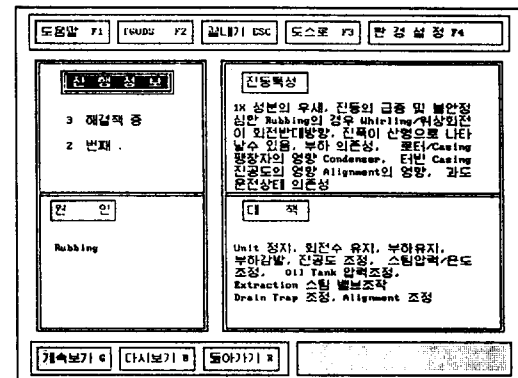 도움말 F1 TGUDS F2 끝내기 ESC 도스로 F3 환 경 설 정 F4
진 행 정 보
3 해결책 중
2 번째 .
진동특성
1X 성분의 우세, 진동의 급증 및 불안정
심한 Rubbing의 경우 Whirling/위상회전
이 회전반대방향, 진폭이 산형으로 나타
날수 있음, 부하 의존성, 로터/Casing
팽창차의 영향 Condenser, 터빈 Casing
진공도의 영향 Alignment의 영향, 과도
운전상태 의존성
원 인
Rubbing
대 책
Unit 정지, 회전수 유지, 부하유지,
부하감발, 진공도 조정, 스팀압력/온도
조정, Oil Tank 압력조정,
Extraction 스팀 밸브조작
Drain Trap 조정, Alignment 조정
계속보기 G 다시보기 B 돌아가기 R